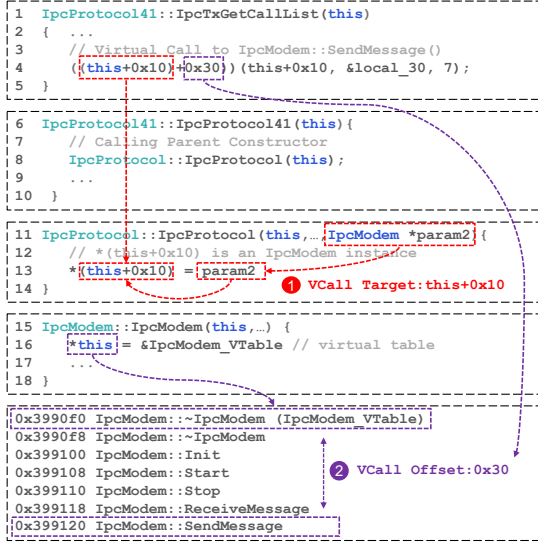 1 IpcProtocol41::IpcTxGetCallList(this)
2 { ...
3 // Virtual Call to IpcModem::SendMessage()
4 ((this+0x10)+0x30))(this+0x10, &local_30, 7);
5 }
6 IpcProtocol41::IpcProtocol41(this){
7 // Calling Parent Constructor
8 IpcProtocol::IpcProtocol(this);
9 ...
10 }
11 IpcProtocol::IpcProtocol(this,…,IpcModem *param2){
12 // *(this+0x10) is an IpcModem instance
13 *(this+0x10) = param2
14 }
1 VCall Target:this+0x10
15 IpcModem::IpcModem(this,…) {
16 *this = &IpcModem_VTable // virtual table
17 ...
18 }
0x3990f0 IpcModem::~IpcModem (IpcModem_VTable)
0x3990f8 IpcModem::~IpcModem
0x399100 IpcModem::Init
0x399108 IpcModem::Start
2 VCall Offset:0x30
0x399110 IpcModem::Stop
0x399118 IpcModem::ReceiveMessage
0x399120 IpcModem::SendMessage